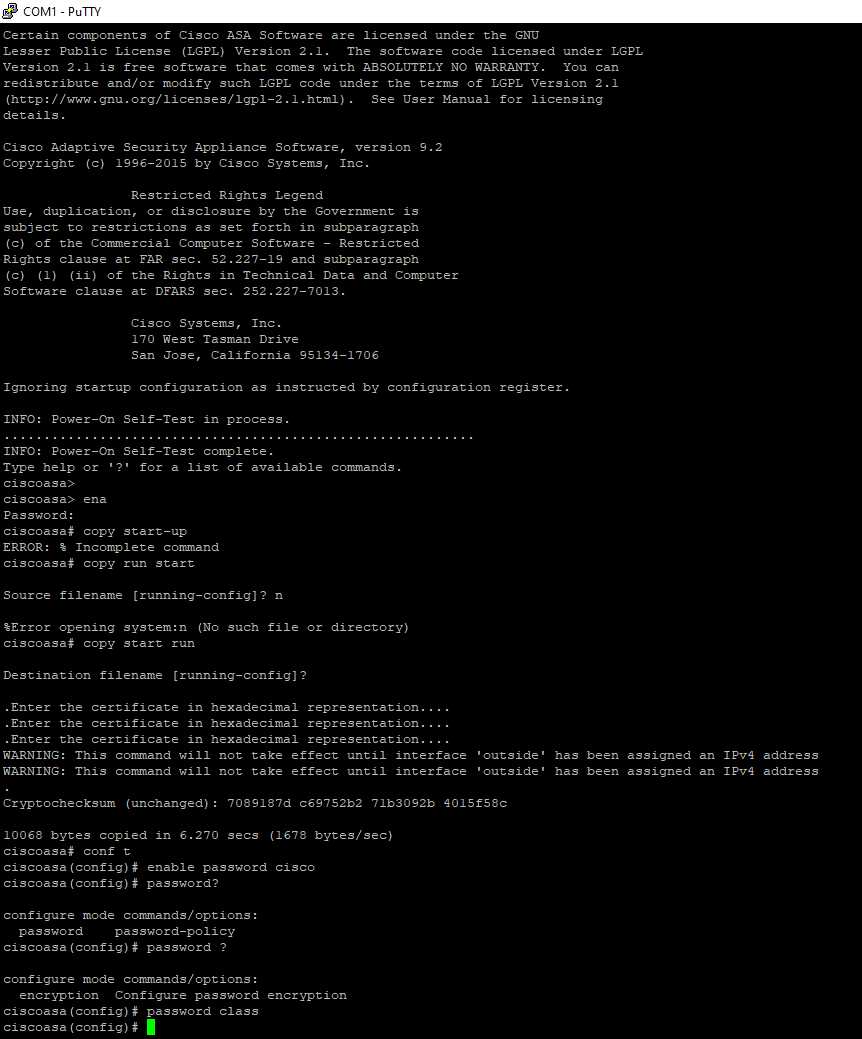 COM1 - PuTTY
Certain components of Cisco ASA Software are licensed under the GNU
Lesser Public License (LGPL) Version 2.1.  The software code licensed under LGPL
Version 2.1 is free software that comes with ABSOLUTELY NO WARRANTY.  You can
redistribute and/or modify such LGPL code under the terms of LGPL Version 2.1
(http://www.gnu.org/licenses/lgpl-2.1.html).  See User Manual for licensing
details.
Cisco Adaptive Security Appliance Software, version 9.2
Copyright (c) 1996-2015 by Cisco Systems, Inc.
Restricted Rights Legend
Use, duplication, or disclosure by the Government is
subject to restrictions as set forth in subparagraph
(c) of the Commercial Computer Software - Restricted
Rights clause at FAR sec. 52.227-19 and subparagraph
(c) (1) (ii) of the Rights in Technical Data and Computer
Software clause at DFARS sec. 252.227-7013.
Cisco Systems, Inc.
170 West Tasman Drive
San Jose, California 95134-1706
Ignoring startup configuration as instructed by configuration register.
INFO: Power-On Self-Test in process.
...........................................................
INFO: Power-On Self-Test complete.
Type help or '?' for a list of available commands.
ciscoasa>
ciscoasa> ena
Password:
ciscoasa# copy start-up
ERROR: % Incomplete command
ciscoasa# copy run start
Source filename [running-config]? n
%Error opening system:n (No such file or directory)
ciscoasa# copy start run
Destination filename [running-config]?
.Enter the certificate in hexadecimal representation....
.Enter the certificate in hexadecimal representation....
.Enter the certificate in hexadecimal representation....
WARNING: This command will not take effect until interface 'outside' has been assigned an IPv4 address
WARNING: This command will not take effect until interface 'outside' has been assigned an IPv4 address
.
Cryptochecksum (unchanged): 7089187d c69752b2 71b3092b 4015f58c
10068 bytes copied in 6.270 secs (1678 bytes/sec)
ciscoasa# conf t
ciscoasa(config)# enable password cisco
ciscoasa(config)# password?
configure mode commands/options:
password    password-policy
ciscoasa(config)# password ?
configure mode commands/options:
encryption  Configure password encryption
ciscoasa(config)# password class
ciscoasa(config)#